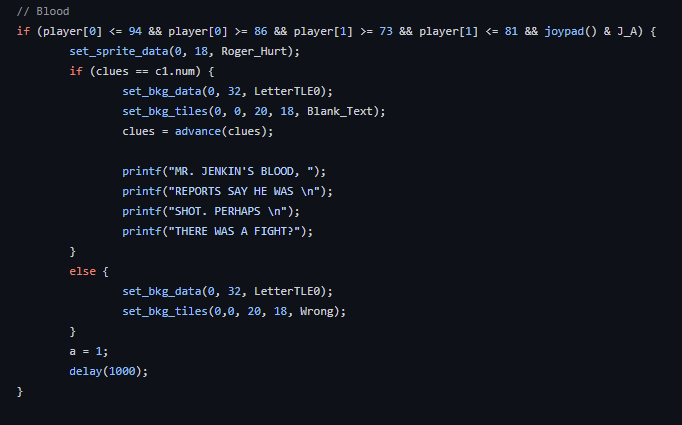 // Blood
if (player[0] <= 94 && player[0] >= 86 && player[1] >= 73 && player[1] <= 81 && joypad() & J_A) {
        set_sprite_data(0, 18, Roger_Hurt);
        if (clues == c1.num) {
                set_bkg_data(0, 32, LetterTLE0);
                set_bkg_tiles(0, 0, 20, 18, Blank_Text);
                clues = advance(clues);

                printf("MR. JENKIN'S BLOOD, ");
                printf("REPORTS SAY HE WAS \n");
                printf("SHOT. PERHAPS \n");
                printf("THERE WAS A FIGHT?");
        }
        else {
                set_bkg_data(0, 32, LetterTLE0);
                set_bkg_tiles(0,0, 20, 18, Wrong);
        }
        a = 1;
        delay(1000);
}